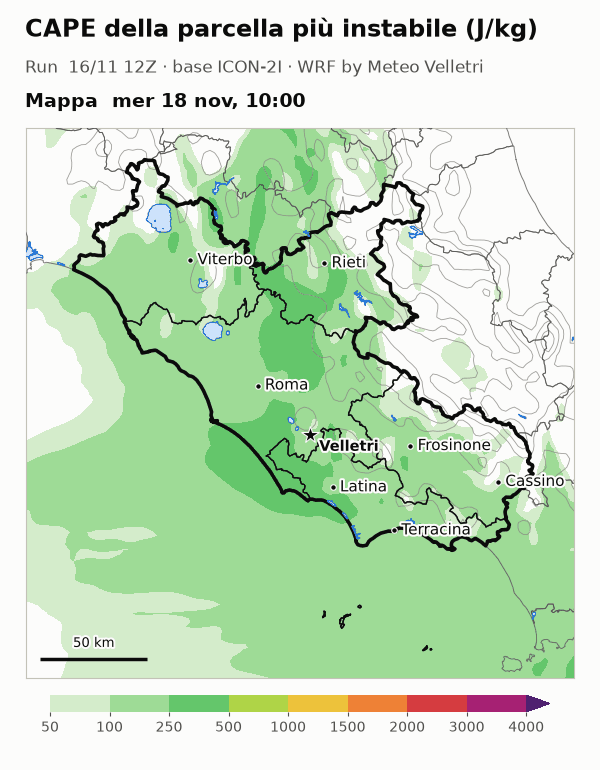 CAPE della parcella più instabile (J/kg)
Run  16/11 12Z · base ICON-2I · WRF by Meteo Velletri
Mappa  mer 18 nov, 10:00
Viterbo
Rieti
Roma
Velletri
Frosinone
Latina
Cassino
Terracina
50 km
50 100 250 500 1000 1500 2000 3000 4000